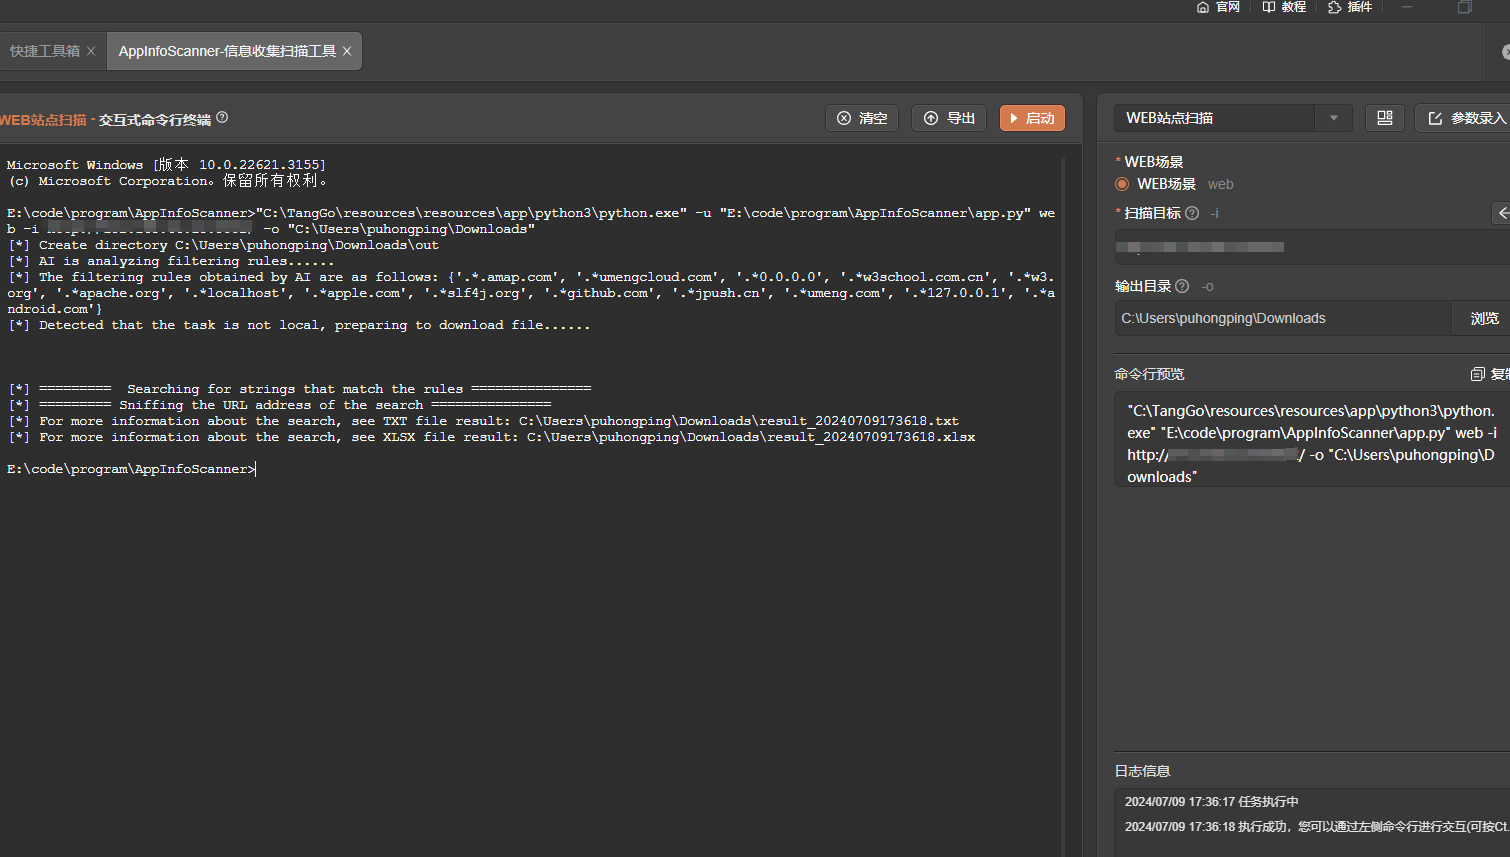 官网 教程 插件
快捷工具箱 AppInfoScanner-信息收集扫描工具
WEB站点扫描 - 交互式命令行终端 清空 导出 启动
Microsoft Windows [版本 10.0.22621.3155]
(c) Microsoft Corporation。保留所有权利。
E:\code\program\AppInfoScanner>"C:\TangGo\resources\resources\app\python3\python.exe" -u "E:\code\program\AppInfoScanner\app.py" we
b -i -o "C:\Users\puhongping\Downloads"
[*] Create directory C:\Users\puhongping\Downloads\out
[*] AI is analyzing filtering rules......
[*] The filtering rules obtained by AI are as follows: {'.*.amap.com', '.*umengcloud.com', '.*0.0.0.0', '.*w3school.com.cn', '.*w3.
org', '.*apache.org', '.*localhost', '.*apple.com', '.*slf4j.org', '.*github.com', '.*jpush.cn', '.*umeng.com', '.*127.0.0.1', '.*a
ndroid.com'}
[*] Detected that the task is not local, preparing to download file......
[*] =========  Searching for strings that match the rules ===============
[*] ========= Sniffing the URL address of the search ===============
[*] For more information about the search, see TXT file result: C:\Users\puhongping\Downloads\result_20240709173618.txt
[*] For more information about the search, see XLSX file result: C:\Users\puhongping\Downloads\result_20240709173618.xlsx
E:\code\program\AppInfoScanner>
WEB站点扫描 参数录入
* WEB场景
WEB场景 web
* 扫描目标 -i
输出目录 -o
C:\Users\puhongping\Downloads 浏览
命令行预览 复制
"C:\TangGo\resources\resources\app\python3\python.
exe" "E:\code\program\AppInfoScanner\app.py" web -i
http:/ / -o "C:\Users\puhongping\D
ownloads"
日志信息
2024/07/09 17:36:17 任务执行中
2024/07/09 17:36:18 执行成功，您可以通过左侧命令行进行交互(可按Ct